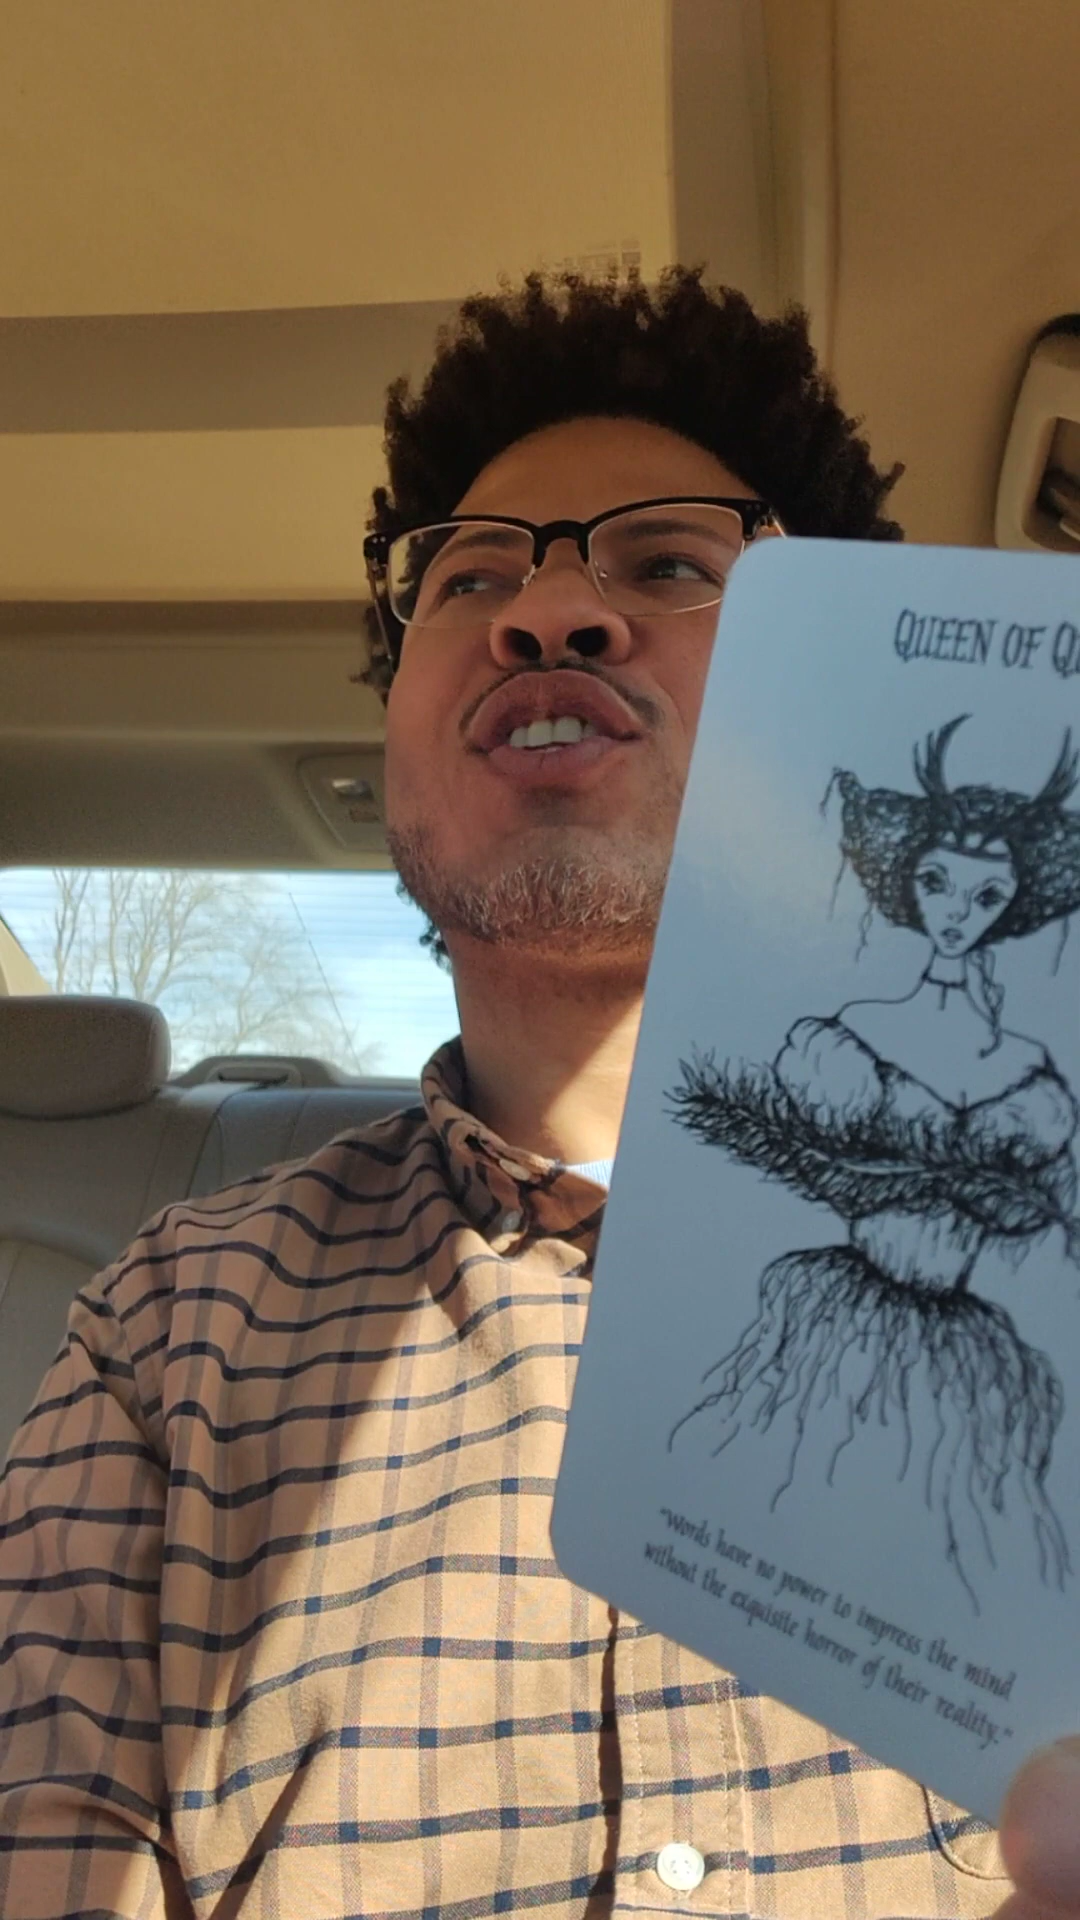 QUEEN OF
"Words have no power to impress the mind
without the exquisite horror of their reality."